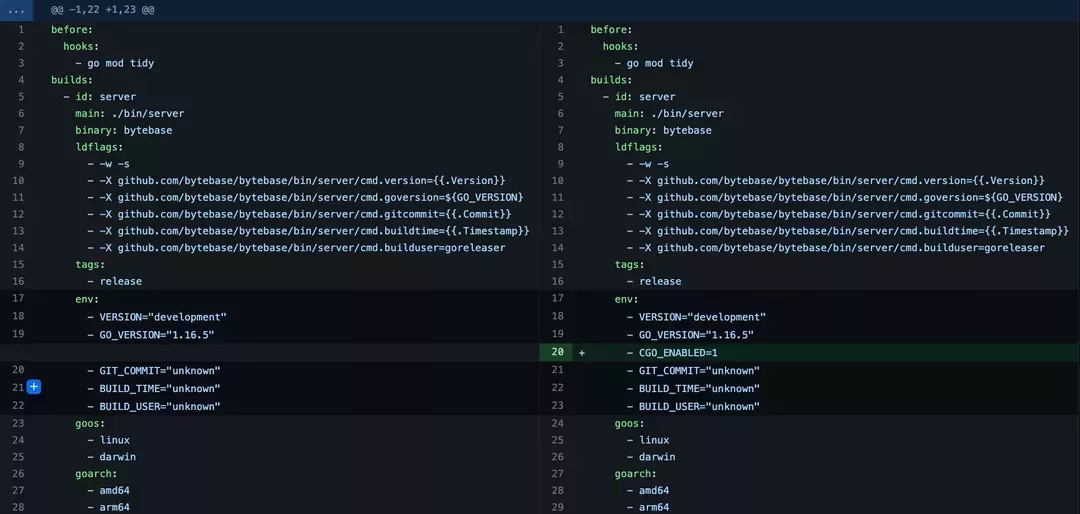 ... @@ -1,22 +1,23 @@
1 before:
2 hooks:
3 - go mod tidy
4 builds:
5 - id: server
6 main: ./bin/server
7 binary: bytebase
8 ldflags:
9 - -w -s
10 - -X github.com/bytebase/bytebase/bin/server/cmd.version={{.Version}}
11 - -X github.com/bytebase/bytebase/bin/server/cmd.goversion=${GO_VERSION}
12 - -X github.com/bytebase/bytebase/bin/server/cmd.gitcommit={{.Commit}}
13 - -X github.com/bytebase/bytebase/bin/server/cmd.buildtime={{.Timestamp}}
14 - -X github.com/bytebase/bytebase/bin/server/cmd.builduser=goreleaser
15 tags:
16 - release
17 env:
18 - VERSION="development"
19 - GO_VERSION="1.16.5"
20 - GIT_COMMIT="unknown"
21 + - BUILD_TIME="unknown"
22 - BUILD_USER="unknown"
23 goos:
24 - linux
25 - darwin
26 goarch:
27 - amd64
28 - arm64
1 before:
2 hooks:
3 - go mod tidy
4 builds:
5 - id: server
6 main: ./bin/server
7 binary: bytebase
8 ldflags:
9 - -w -s
10 - -X github.com/bytebase/bytebase/bin/server/cmd.version={{.Version}}
11 - -X github.com/bytebase/bytebase/bin/server/cmd.goversion=${GO_VERSION}
12 - -X github.com/bytebase/bytebase/bin/server/cmd.gitcommit={{.Commit}}
13 - -X github.com/bytebase/bytebase/bin/server/cmd.buildtime={{.Timestamp}}
14 - -X github.com/bytebase/bytebase/bin/server/cmd.builduser=goreleaser
15 tags:
16 - release
17 env:
18 - VERSION="development"
19 - GO_VERSION="1.16.5"
20 + - CGO_ENABLED=1
21 - GIT_COMMIT="unknown"
22 - BUILD_TIME="unknown"
23 - BUILD_USER="unknown"
24 goos:
25 - linux
26 - darwin
27 goarch:
28 - amd64
29 - arm64